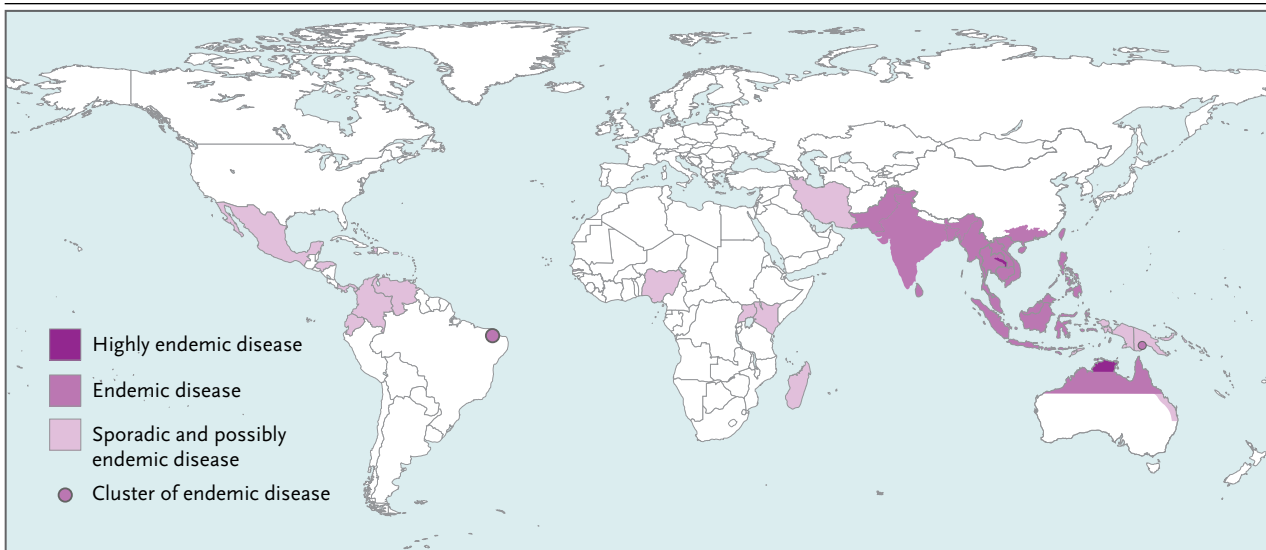 Highly endemic disease
Endemic disease
Sporadic and possibly
endemic disease
Cluster of endemic disease